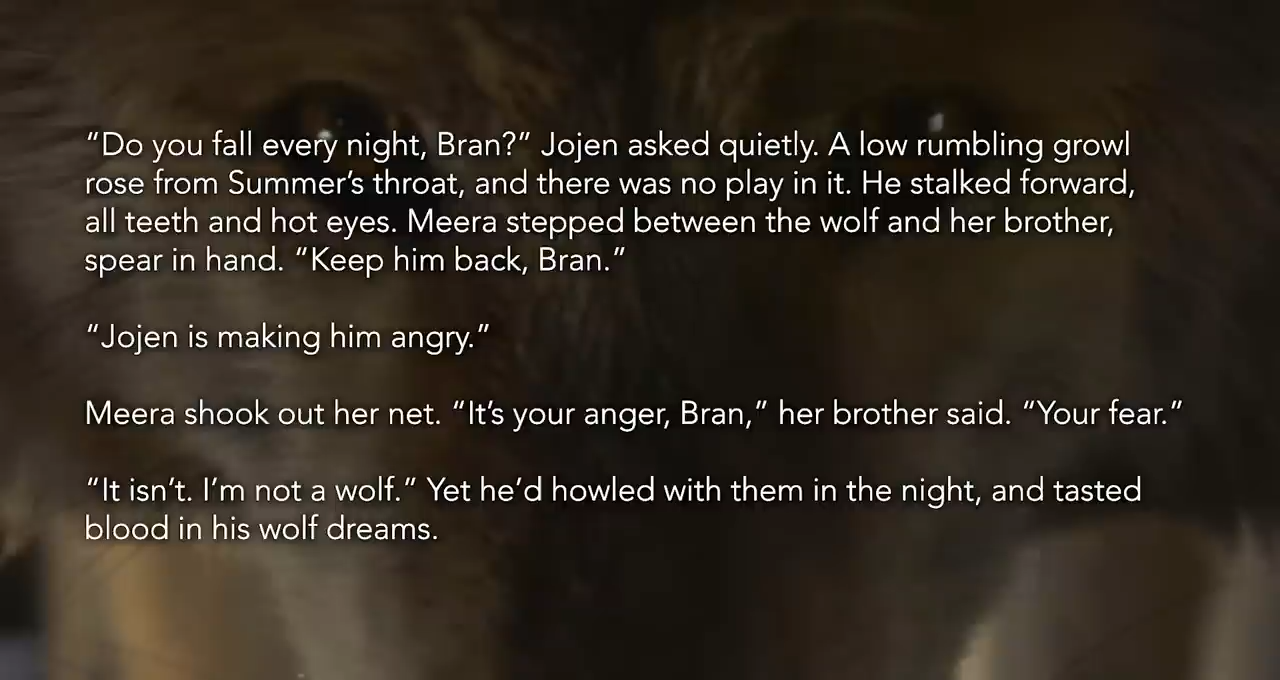 “Do you fall every night, Bran?” Jojen asked quietly. A low rumbling growl
rose from Summer’s throat, and there was no play in it. He stalked forward,
all teeth and hot eyes. Meera stepped between the wolf and her brother,
spear in hand. “Keep him back, Bran.”
“Jojen is making him angry.”
Meera shook out her net. “It’s your anger, Bran,” her brother said. “Your fear.”
“It isn’t. I’m not a wolf.” Yet he’d howled with them in the night, and tasted
blood in his wolf dreams.